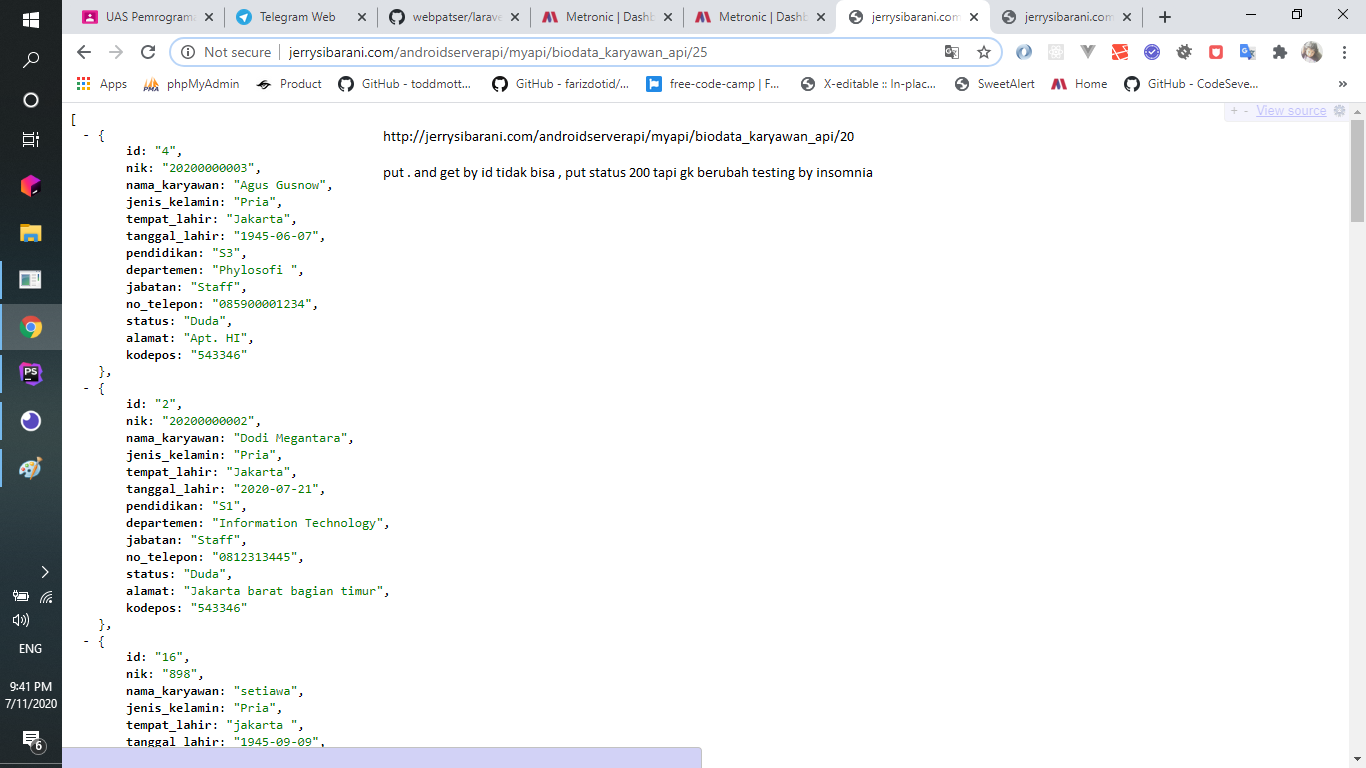 UAS Pemrogram
Telegram Web
webpatser/larave
Metronic | Dashb
Metronic | Dashb
jerrysibarani.com
jerrysibarani.com
Not secure
jerrysibarani.com/androidserverapi/myapi/biodata_karyawan_api/25
Apps
phpMyAdmin
Product
GitHub - toddmott...
GitHub - farizdotid/...
free-code-camp | F...
X-editable :: In-plac...
SweetAlert
Home
GitHub - CodeSeve...
»
+ - View source
[
- {
id: "4",
nik: "20200000003",
nama_karyawan: "Agus Gusnow",
jenis_kelamin: "Pria",
tempat_lahir: "Jakarta",
tanggal_lahir: "1945-06-07",
pendidikan: "S3",
departemen: "Phylosofi ",
jabatan: "Staff",
no_telepon: "085900001234",
status: "Duda",
alamat: "Apt. HI",
kodepos: "543346"
},
- {
id: "2",
nik: "20200000002",
nama_karyawan: "Dodi Megantara",
jenis_kelamin: "Pria",
tempat_lahir: "Jakarta",
tanggal_lahir: "2020-07-21",
pendidikan: "S1",
departemen: "Information Technology",
jabatan: "Staff",
no_telepon: "0812313445",
status: "Duda",
alamat: "Jakarta barat bagian timur",
kodepos: "543346"
},
- {
id: "16",
nik: "898",
nama_karyawan: "setiawa",
jenis_kelamin: "Pria",
tempat_lahir: "jakarta ",
tanggal_lahir: "1945-09-09",
http://jerrysibarani.com/androidserverapi/myapi/biodata_karyawan_api/20
put . and get by id tidak bisa , put status 200 tapi gk berubah testing by insomnia
PS
ENG
9:41 PM
7/11/2020
6